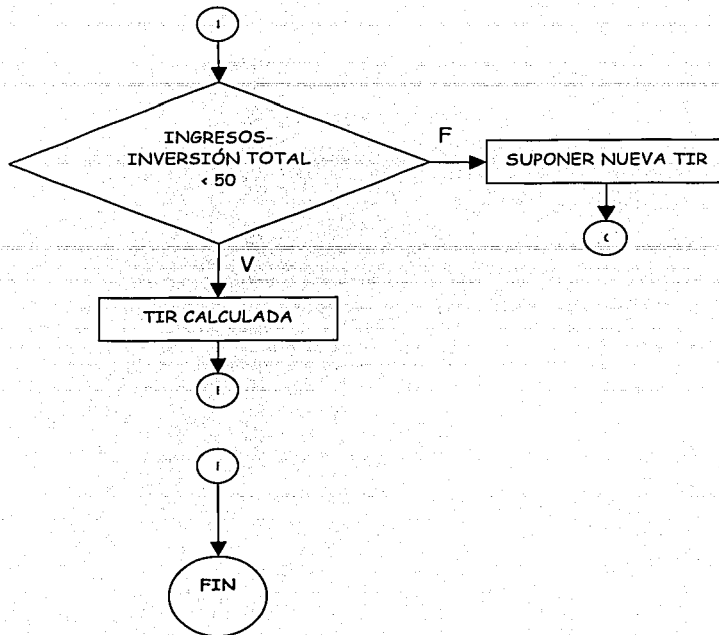 INGRESOS-
INVERSIÓN TOTAL
< 50
F
SUPONER NUEVA TIR
V
TIR CALCULADA
FIN